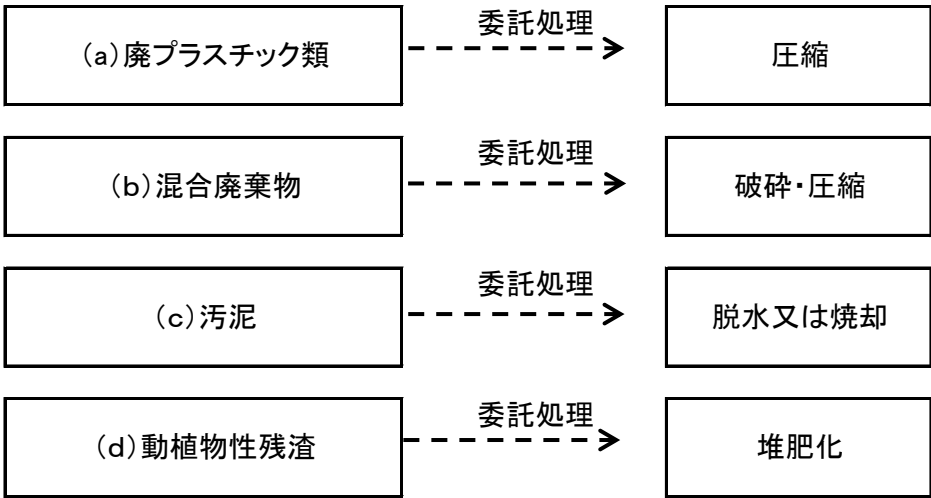 (a)廃プラスチック類
委託処理
圧縮
(b)混合廃棄物
委託処理
破砕・圧縮
(c)汚泥
委託処理
脱水又は焼却
(d)動植物性残渣
委託処理
堆肥化